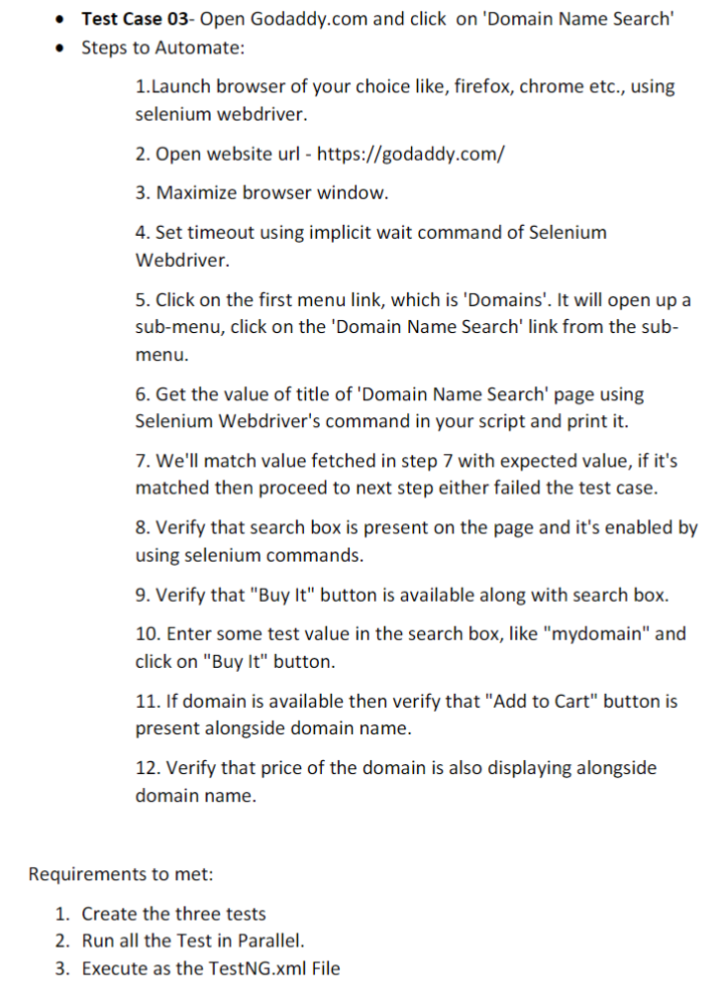 • Test Case 03- Open Godaddy.com and click on 'Domain Name Search'
• Steps to Automate:
1.Launch browser of your choice like, firefox, chrome etc., using
selenium webdriver.
2. Open website url - https://godaddy.com/
3. Maximize browser window.
4. Set timeout using implicit wait command of Selenium
Webdriver.
5. Click on the first menu link, which is 'Domains'. It will open up a
sub-menu, click on the 'Domain Name Search' link from the sub-
menu.
6. Get the value of title of 'Domain Name Search' page using
Selenium Webdriver's command in your script and print it.
7. We'll match value fetched in step 7 with expected value, if it's
matched then proceed to next step either failed the test case.
8. Verify that search box is present on the page and it's enabled by
using selenium commands.
9. Verify that "Buy It" button is available along with search box.
10. Enter some test value in the search box, like "mydomain" and
click on "Buy It" button.
11. If domain is available then verify that "Add to Cart" button is
present alongside domain name.
12. Verify that price of the domain is also displaying alongside
domain name.
Requirements to met:
1. Create the three tests
2. Run all the Test in Parallel.
3. Execute as the TestNG.xml File